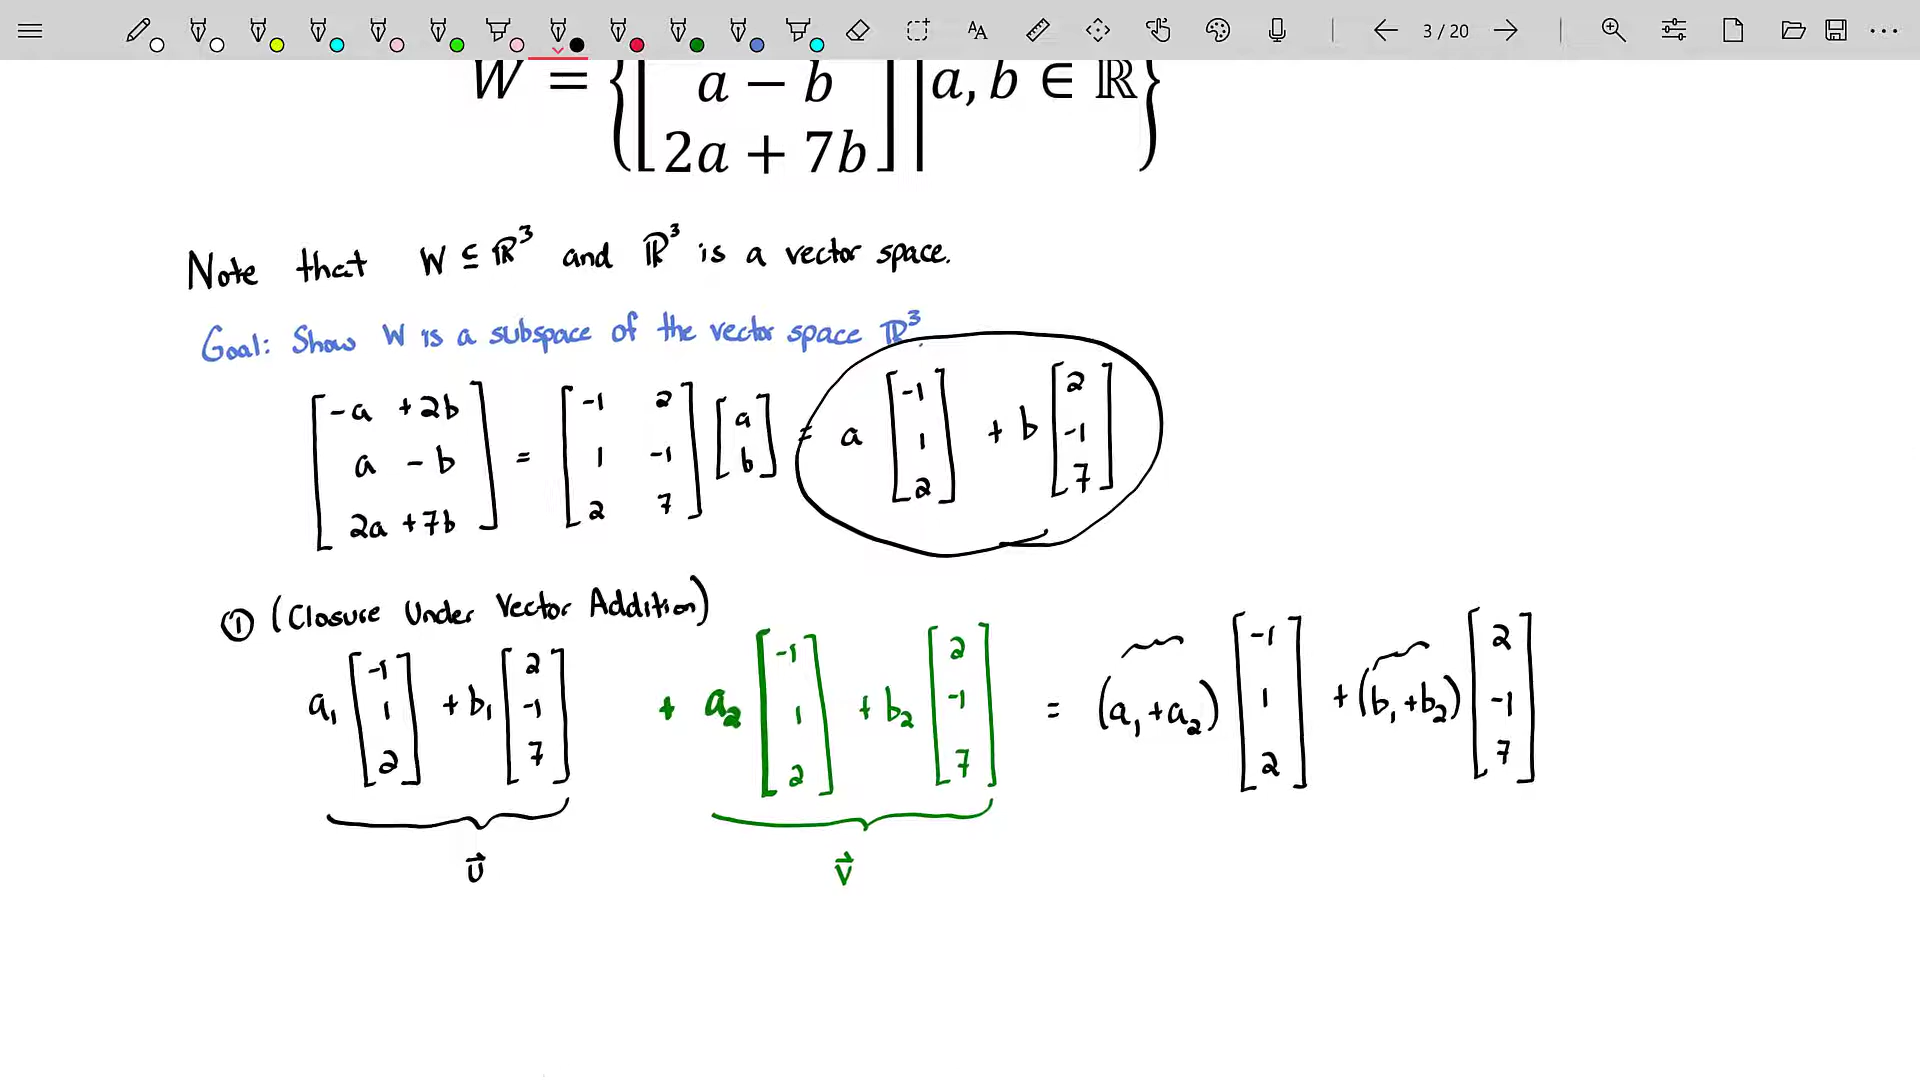 3 / 20
W = { [ a − b ] | a, b ∈ ℝ }
2a + 7b
Note that W ⊆ ℝ³ and ℝ³ is a vector space.
Goal: Show W is a subspace of the vector space ℝ³.
[ -a +2b ; a - b ; 2a +7b ] = [ -1 2 ; 1 -1 ; 2 7 ] [ a ; b ] = a [ -1 ; 1 ; 2 ] + b [ 2 ; -1 ; 7 ]
① (Closure Under Vector Addition)
a₁ [ -1 ; 1 ; 2 ] + b₁ [ 2 ; -1 ; 7 ] + a₂ [ -1 ; 1 ; 2 ] + b₂ [ 2 ; -1 ; 7 ] = (a₁ + a₂) [ -1 ; 1 ; 2 ] + (b₁ + b₂) [ 2 ; -1 ; 7 ]
u⃗ v⃗